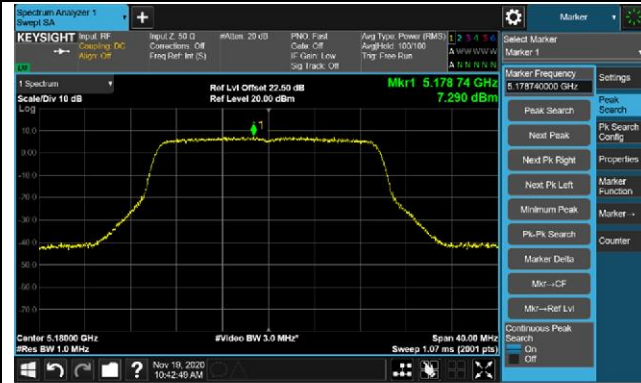 Spectrum Analyzer 1
Swept SA
+
Marker
KEYSIGHT
Input: RF
Coupling: DC
Align: Off
Input Z: 50 Ω
Corrections: Off
Freq Ref: Int (S)
#Atten: 20 dB
PNO: Fast
Gate: Off
IF Gain: Low
Sig Track: Off
Avg Type: Power (RMS)
Avg|Hold: 100/100
Trig: Free Run
1 2 3 4 5 6
A W W W W W
A N N N N N
Select Marker
Marker 1
1 Spectrum
Scale/Div 10 dB
Log
Ref Lvl Offset 22.50 dB
Ref Level 20.00 dBm
Mkr1 5.178 74 GHz
7.290 dBm
1
10.0
0.00
-10.0
-20.0
-30.0
-40.0
-50.0
-60.0
-70.0
Center 5.18000 GHz
#Res BW 1.0 MHz
#Video BW 3.0 MHz*
Span 40.00 MHz
Sweep 1.07 ms (2001 pts)
Marker Frequency
5.178740000 GHz
Peak Search
Next Peak
Next Pk Right
Next Pk Left
Minimum Peak
Pk-Pk Search
Marker Delta
Mkr→CF
Mkr→Ref Lvl
Continuous Peak
Search
On
Off
Settings
Peak
Search
Pk Search
Config
Properties
Marker
Function
Marker→
Counter
?
Nov 19, 2020
10:42:49 AM